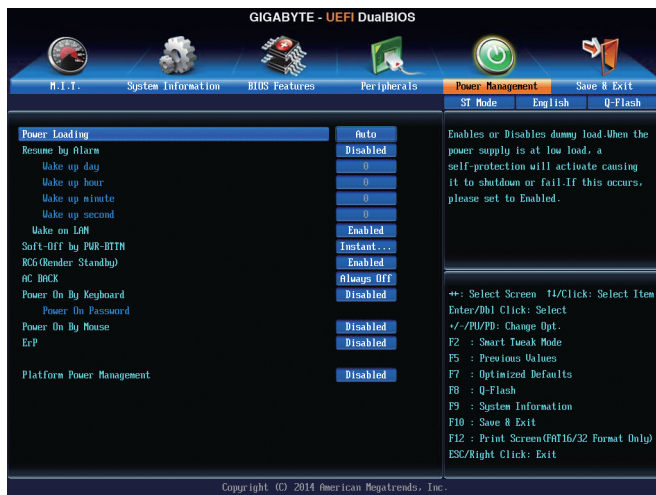 GIGABYTE - UEFI DualBIOS
M.I.T. System Information BIOS Features Peripherals Power Management Save & Exit
ST Mode English Q-Flash
Power Loading Auto
Resume by Alarm Disabled
Wake up day 0
Wake up hour 0
Wake up minute 0
Wake up second 0
Wake on LAN Enabled
Soft-Off by PWR-BTTN Instant...
RC6(Render Standby) Enabled
AC BACK Always Off
Power On By Keyboard Disabled
Power On Password
Power On By Mouse Disabled
ErP Disabled
Platform Power Management Disabled
Enables or Disables dummy load.When the
power supply is at low load, a
self-protection will activate causing
it to shutdown or fail.If this occurs,
please set to Enabled.
→←: Select Screen ↑↓/Click: Select Item
Enter/Dbl Click: Select
+/-/PU/PD: Change Opt.
F2 : Smart Tweak Mode
F5 : Previous Values
F7 : Optimized Defaults
F8 : Q-Flash
F9 : System Information
F10 : Save & Exit
F12 : Print Screen(FAT16/32 Format Only)
ESC/Right Click: Exit
Copyright (C) 2014 American Megatrends, Inc.